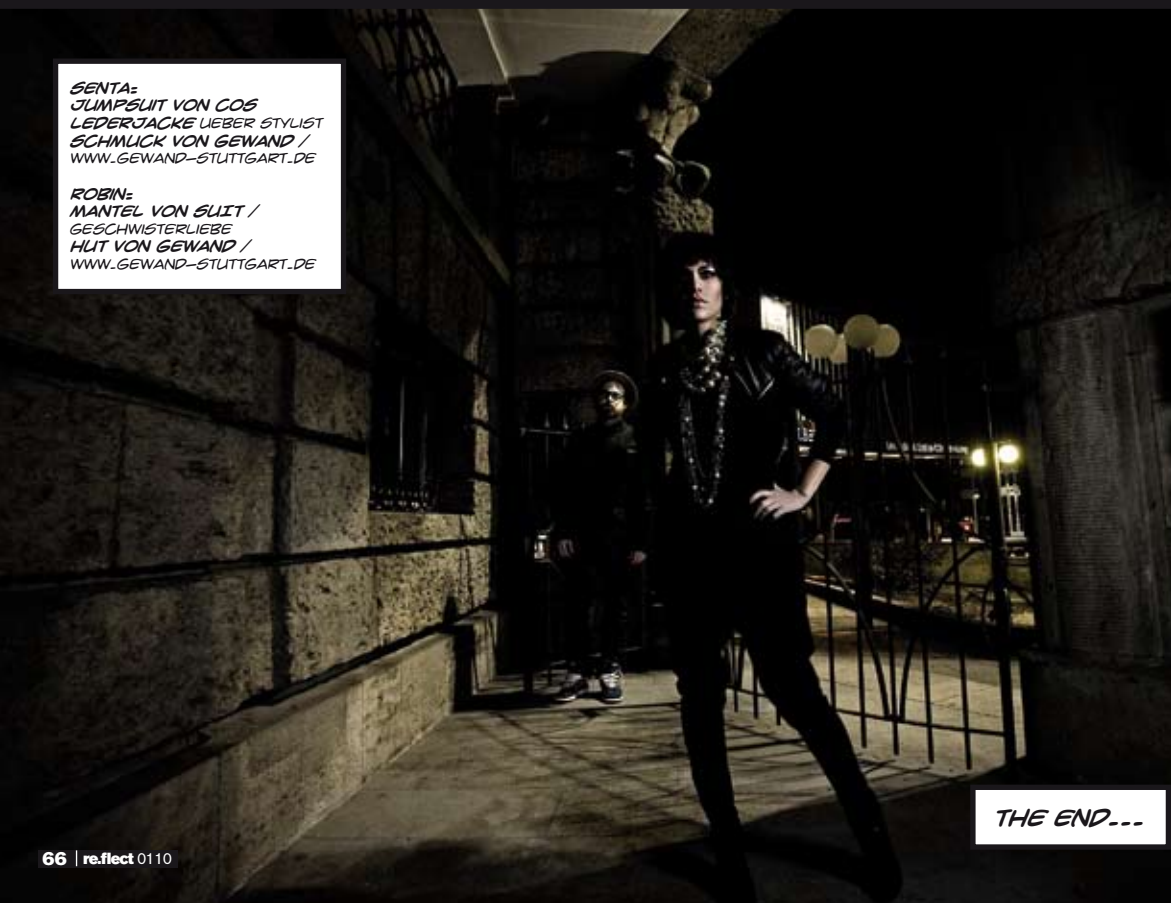 SENTA:
JUMPSUIT VON COS
LEDERJACKE UEBER STYLIST
SCHMUCK VON GEWAND /
WWW.GEWAND-STUTTGART.DE
ROBIN:
MANTEL VON SUIT /
GESCHWISTERLIEBE
HUT VON GEWAND /
WWW.GEWAND-STUTTGART.DE
THE END...
66 | re.flect 0110